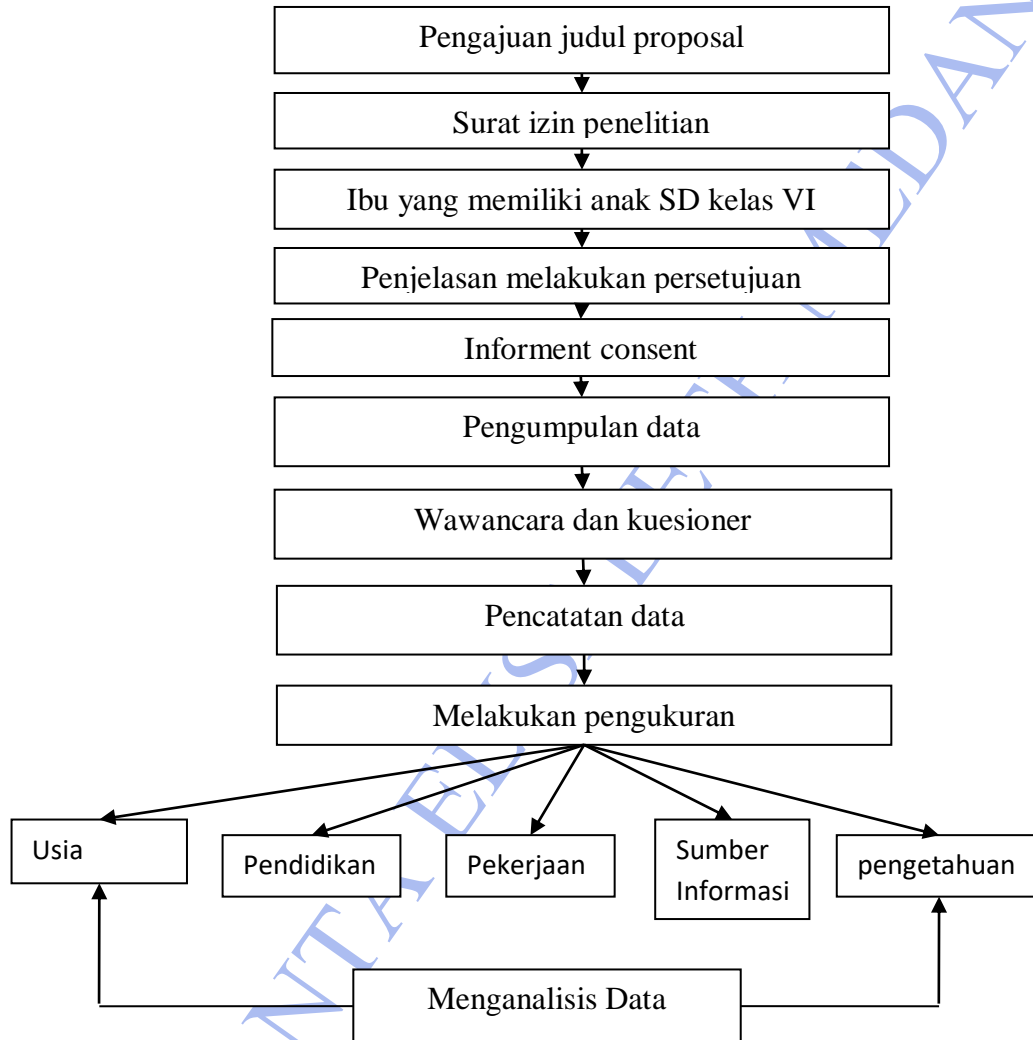 Pengajuan judul proposal
Surat izin penelitian
Ibu yang memiliki anak SD kelas VI
Penjelasan melakukan persetujuan
Informent consent
Pengumpulan data
Wawancara dan kuesioner
Pencatatan data
Melakukan pengukuran
Usia
Pendidikan
Pekerjaan
Sumber
Informasi
pengetahuan
Menganalisis Data